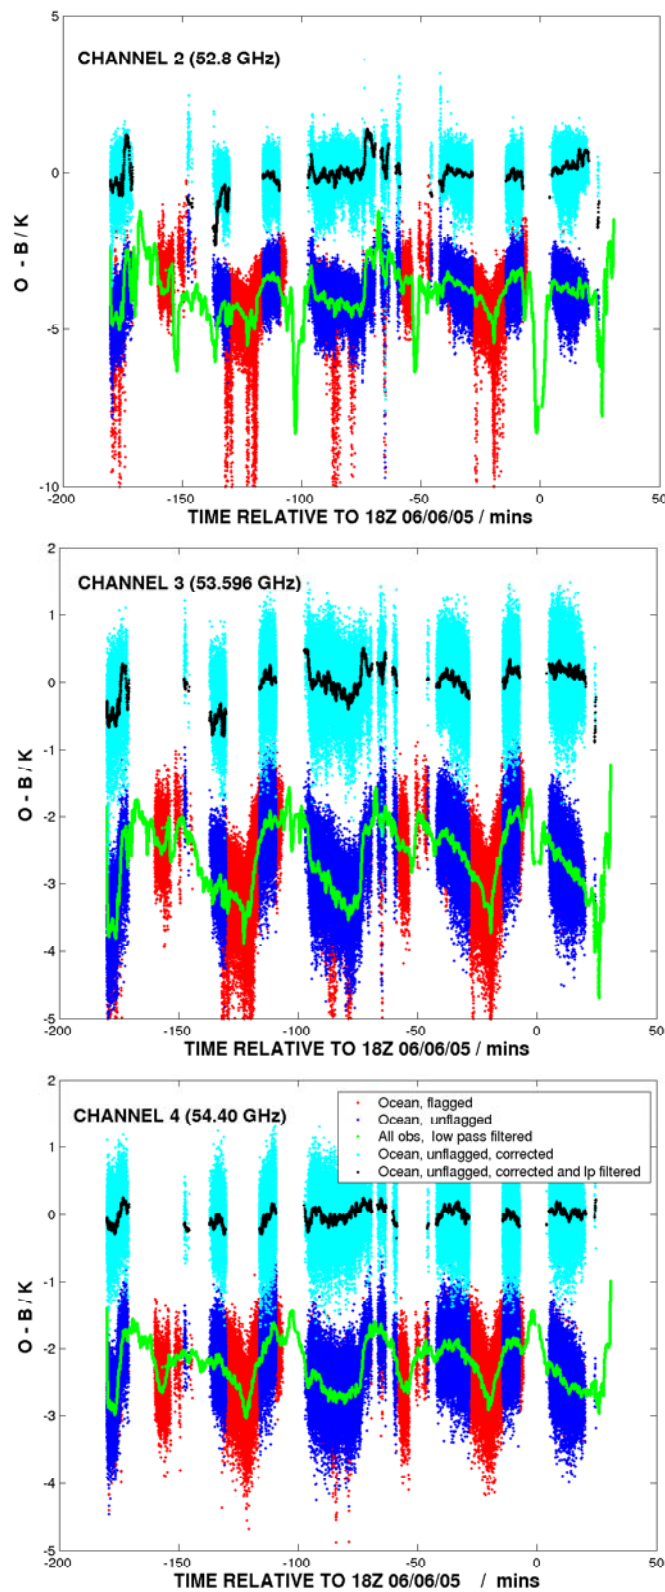 CHANNEL 2 (52.8 GHz)
5
0
-5
-10
O - B / K
-200 -150 -100 -50 0 50
TIME RELATIVE TO 18Z 06/06/05 / mins
CHANNEL 3 (53.596 GHz)
2
1
0
-1
-2
-3
-4
-5
O - B / K
-200 -150 -100 -50 0 50
TIME RELATIVE TO 18Z 06/06/05 / mins
CHANNEL 4 (54.40 GHz)
Ocean, flagged
Ocean, unflagged
All obs, low pass filtered
Ocean, unflagged, corrected
Ocean, unflagged, corrected and lp filtered
2
1
0
-1
-2
-3
-4
-5
O - B / K
-200 -150 -100 -50 0 50
TIME RELATIVE TO 18Z 06/06/05 / mins